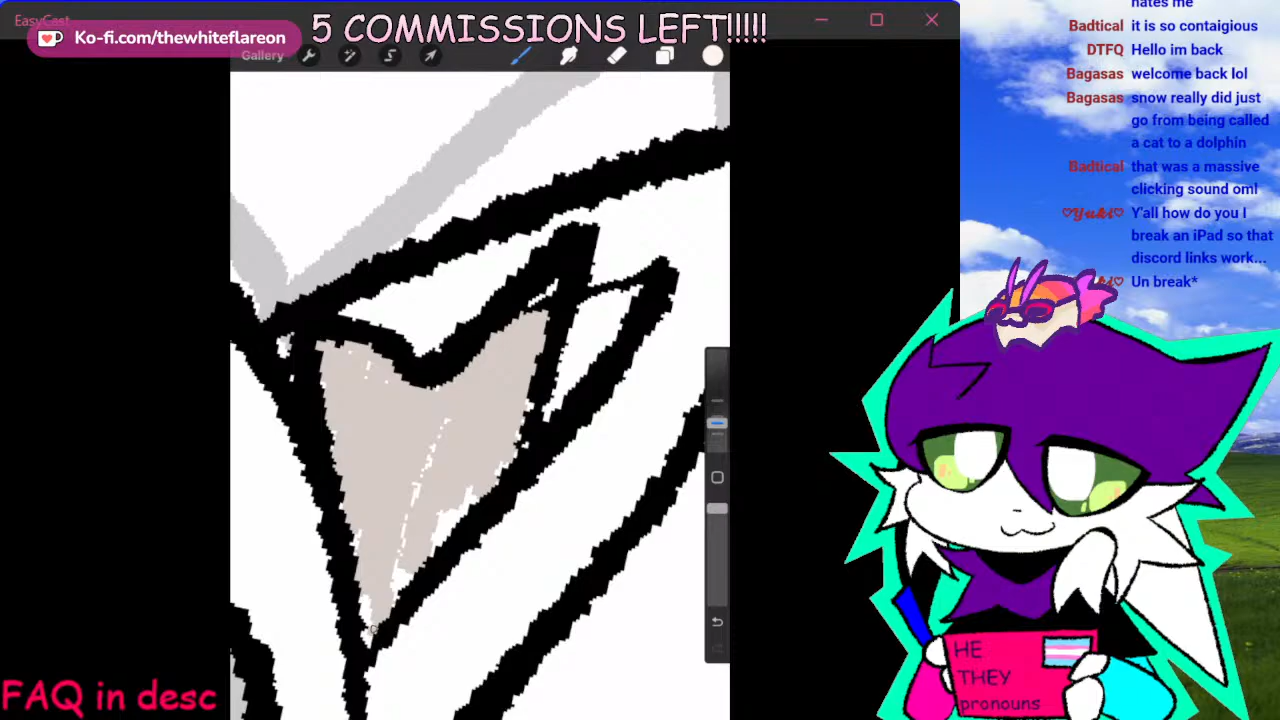 EasyCast
Ko-fi.com/thewhiteflareon
5 COMMISSIONS LEFT!!!!!
Gallery
hates me
Badtical it is so contaigious
DTFQ Hello im back
Bagasas welcome back lol
Bagasas snow really did just
go from being called
a cat to a dolphin
Badtical that was a massive
clicking sound oml
♡𝓨𝓾𝓴𝓲♡ Y'all how do you I
break an iPad so that
discord links work...
Un break*
HE
THEY
pronouns
FAQ in desc